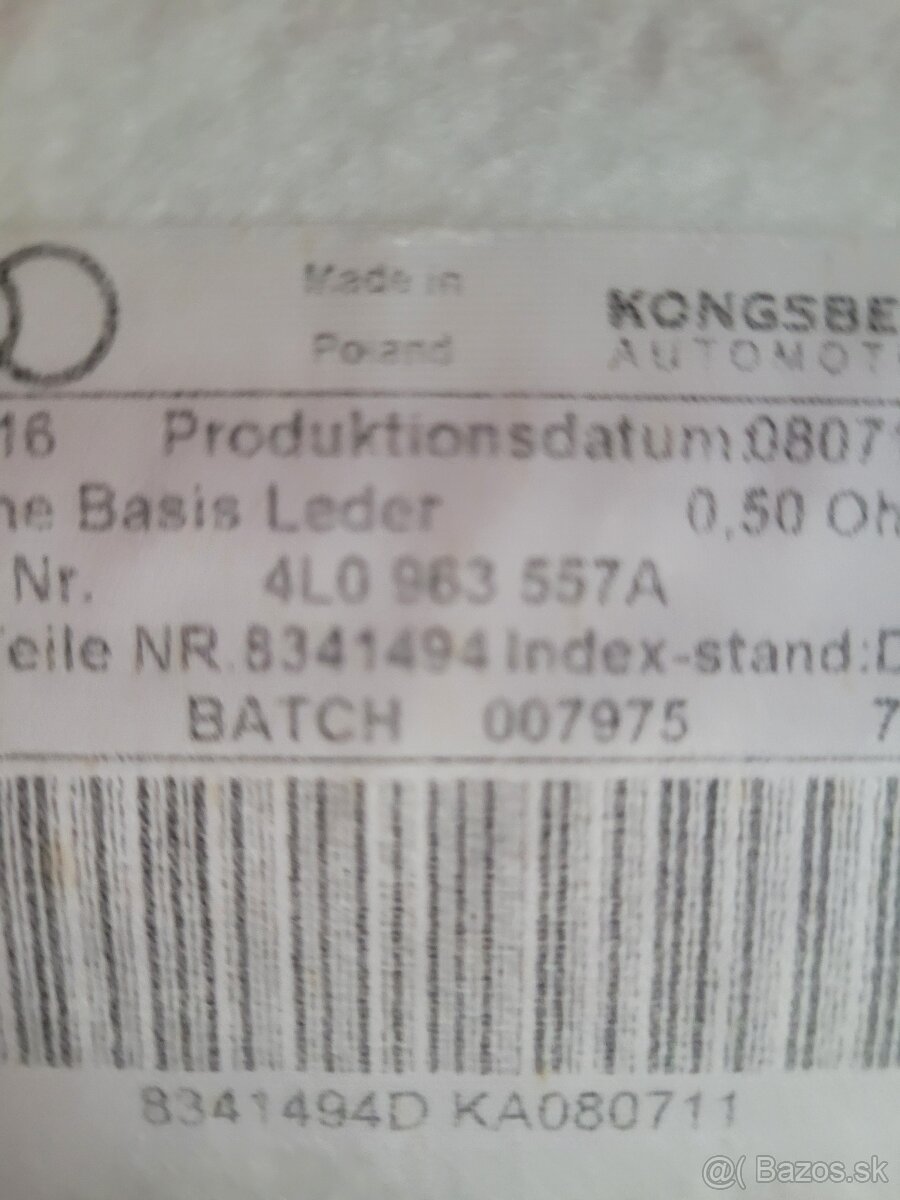 Made in
Poland
KONGSBE
AUTOMOT
16 Produktionsdatum:08071
ne Basis Leder 0,50 Oh
Nr. 4L0 963 557A
eile NR.8341494 Index-stand:D
BATCH 007975 7
8341494D KA080711
@( Bazos.sk